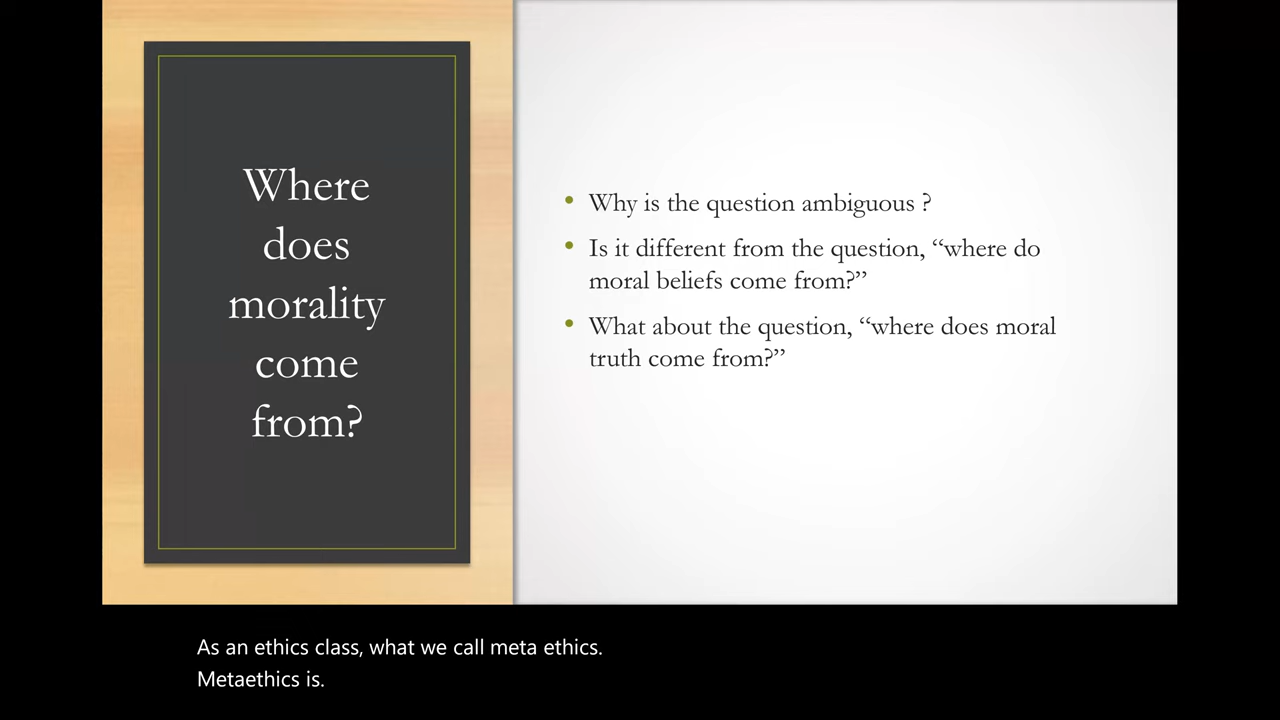 Where
does
morality
come
from?
• Why is the question ambiguous ?
• Is it different from the question, “where do
moral beliefs come from?”
• What about the question, “where does moral
truth come from?”
As an ethics class, what we call meta ethics.
Metaethics is.